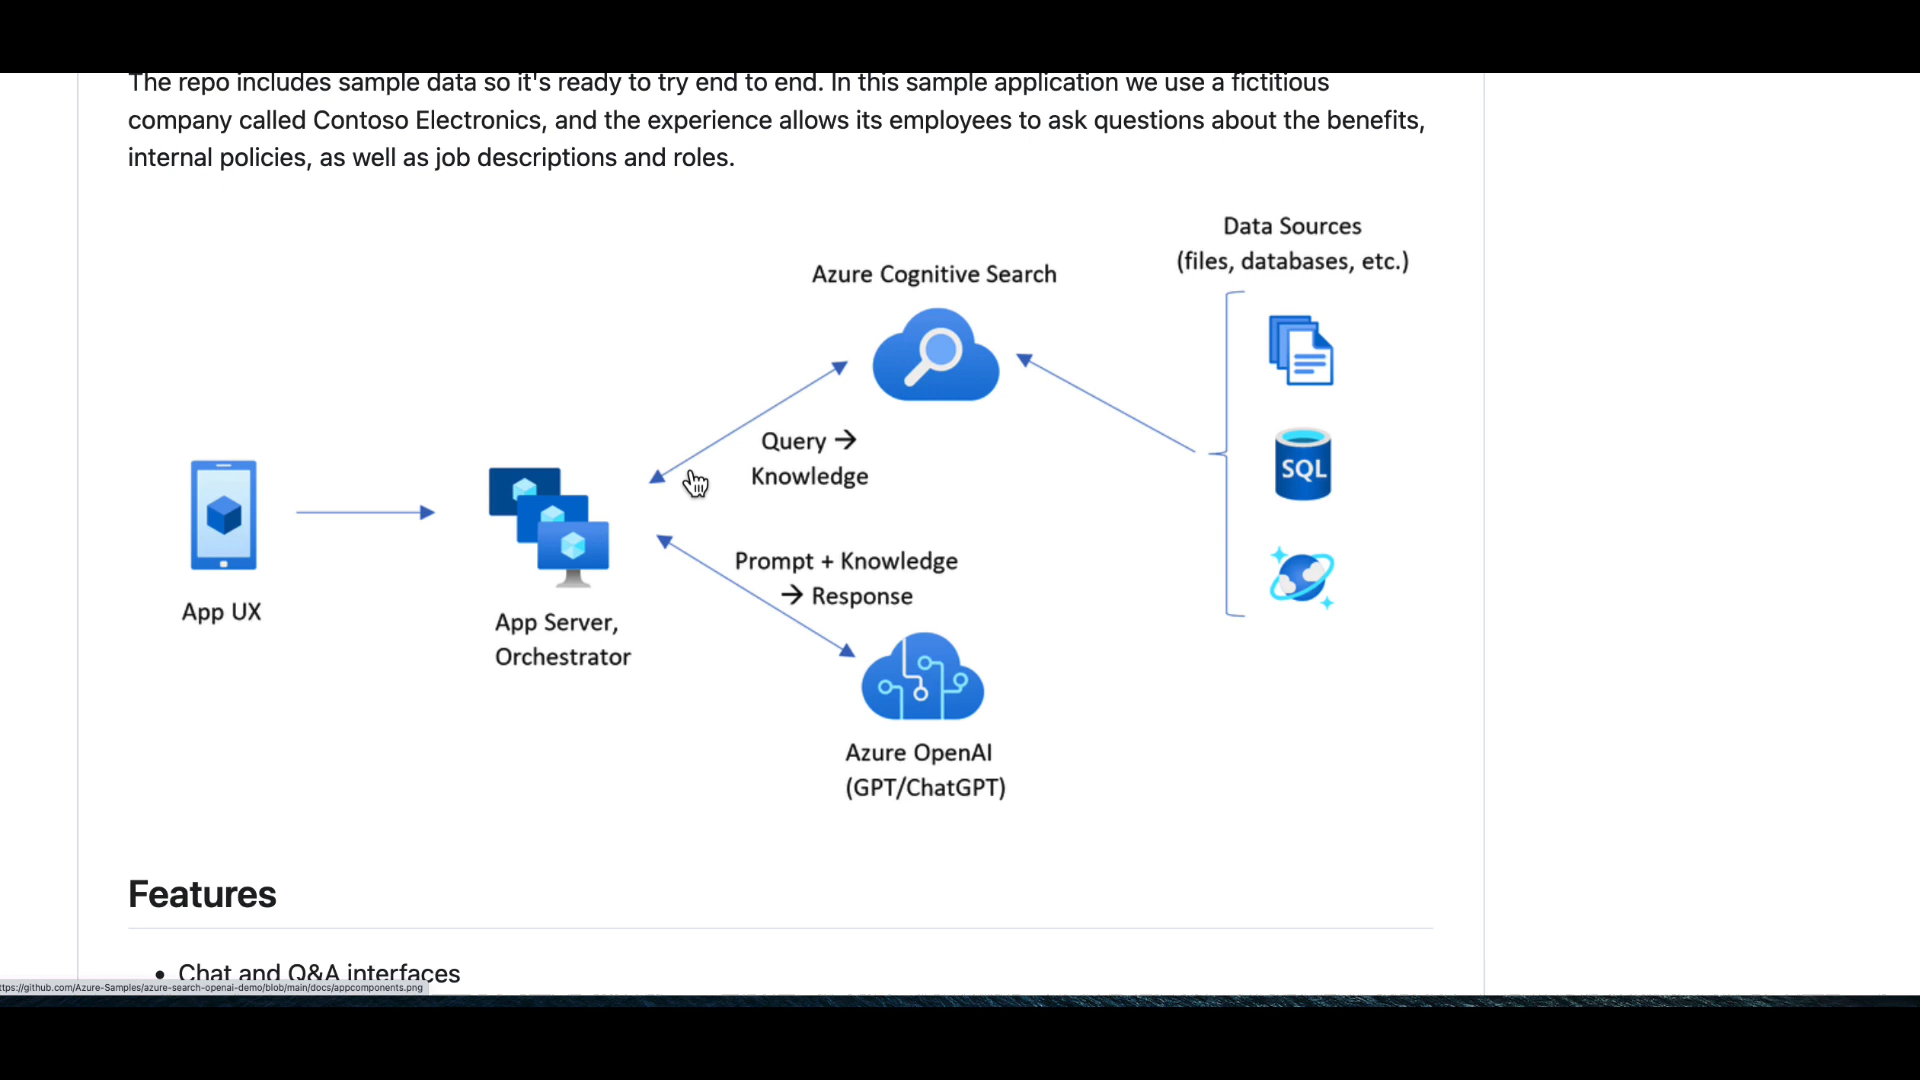 The repo includes sample data so it's ready to try end to end. In this sample application we use a fictitious
company called Contoso Electronics, and the experience allows its employees to ask questions about the benefits,
internal policies, as well as job descriptions and roles.
Data Sources
(files, databases, etc.)
Azure Cognitive Search
Query →
Knowledge
SQL
Prompt + Knowledge
→ Response
App UX
App Server,
Orchestrator
Azure OpenAI
(GPT/ChatGPT)
Features
• Chat and Q&A interfaces
ttps://github.com/Azure-Samples/azure-search-openai-demo/blob/main/docs/appcomponents.png